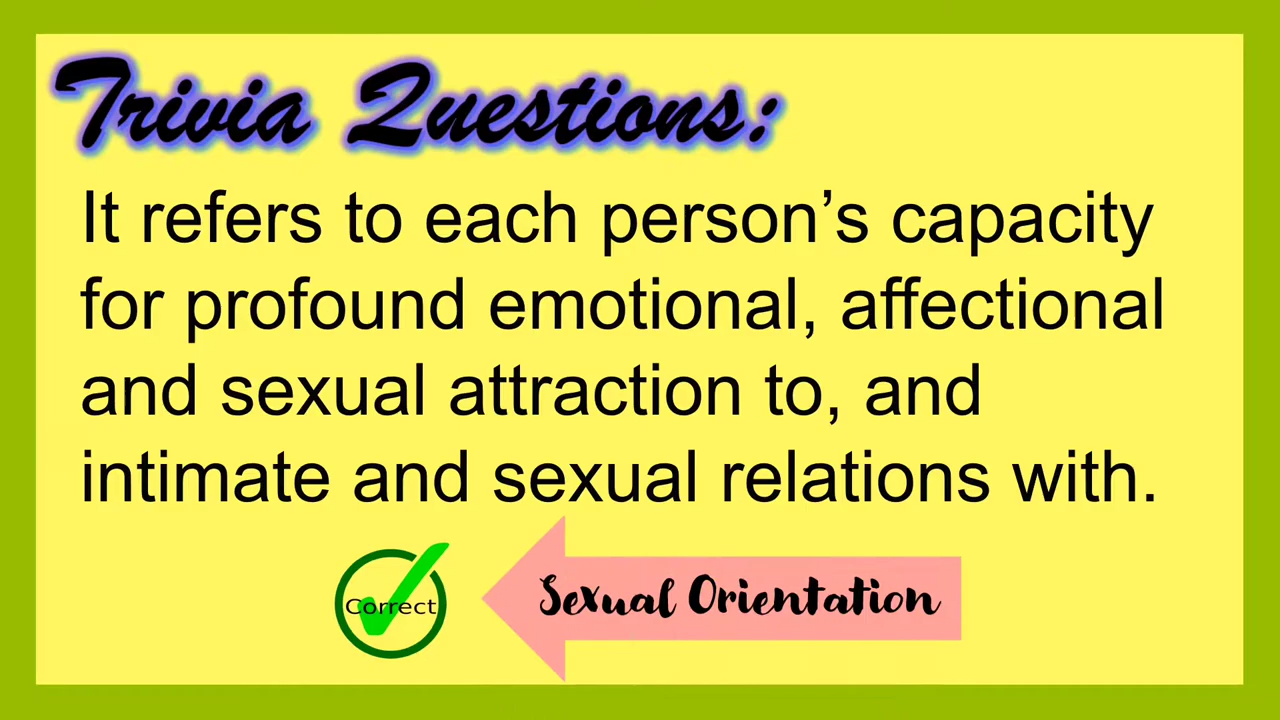 Trivia Questions:
It refers to each person’s capacity
for profound emotional, affectional
and sexual attraction to, and
intimate and sexual relations with.
Correct
Sexual Orientation